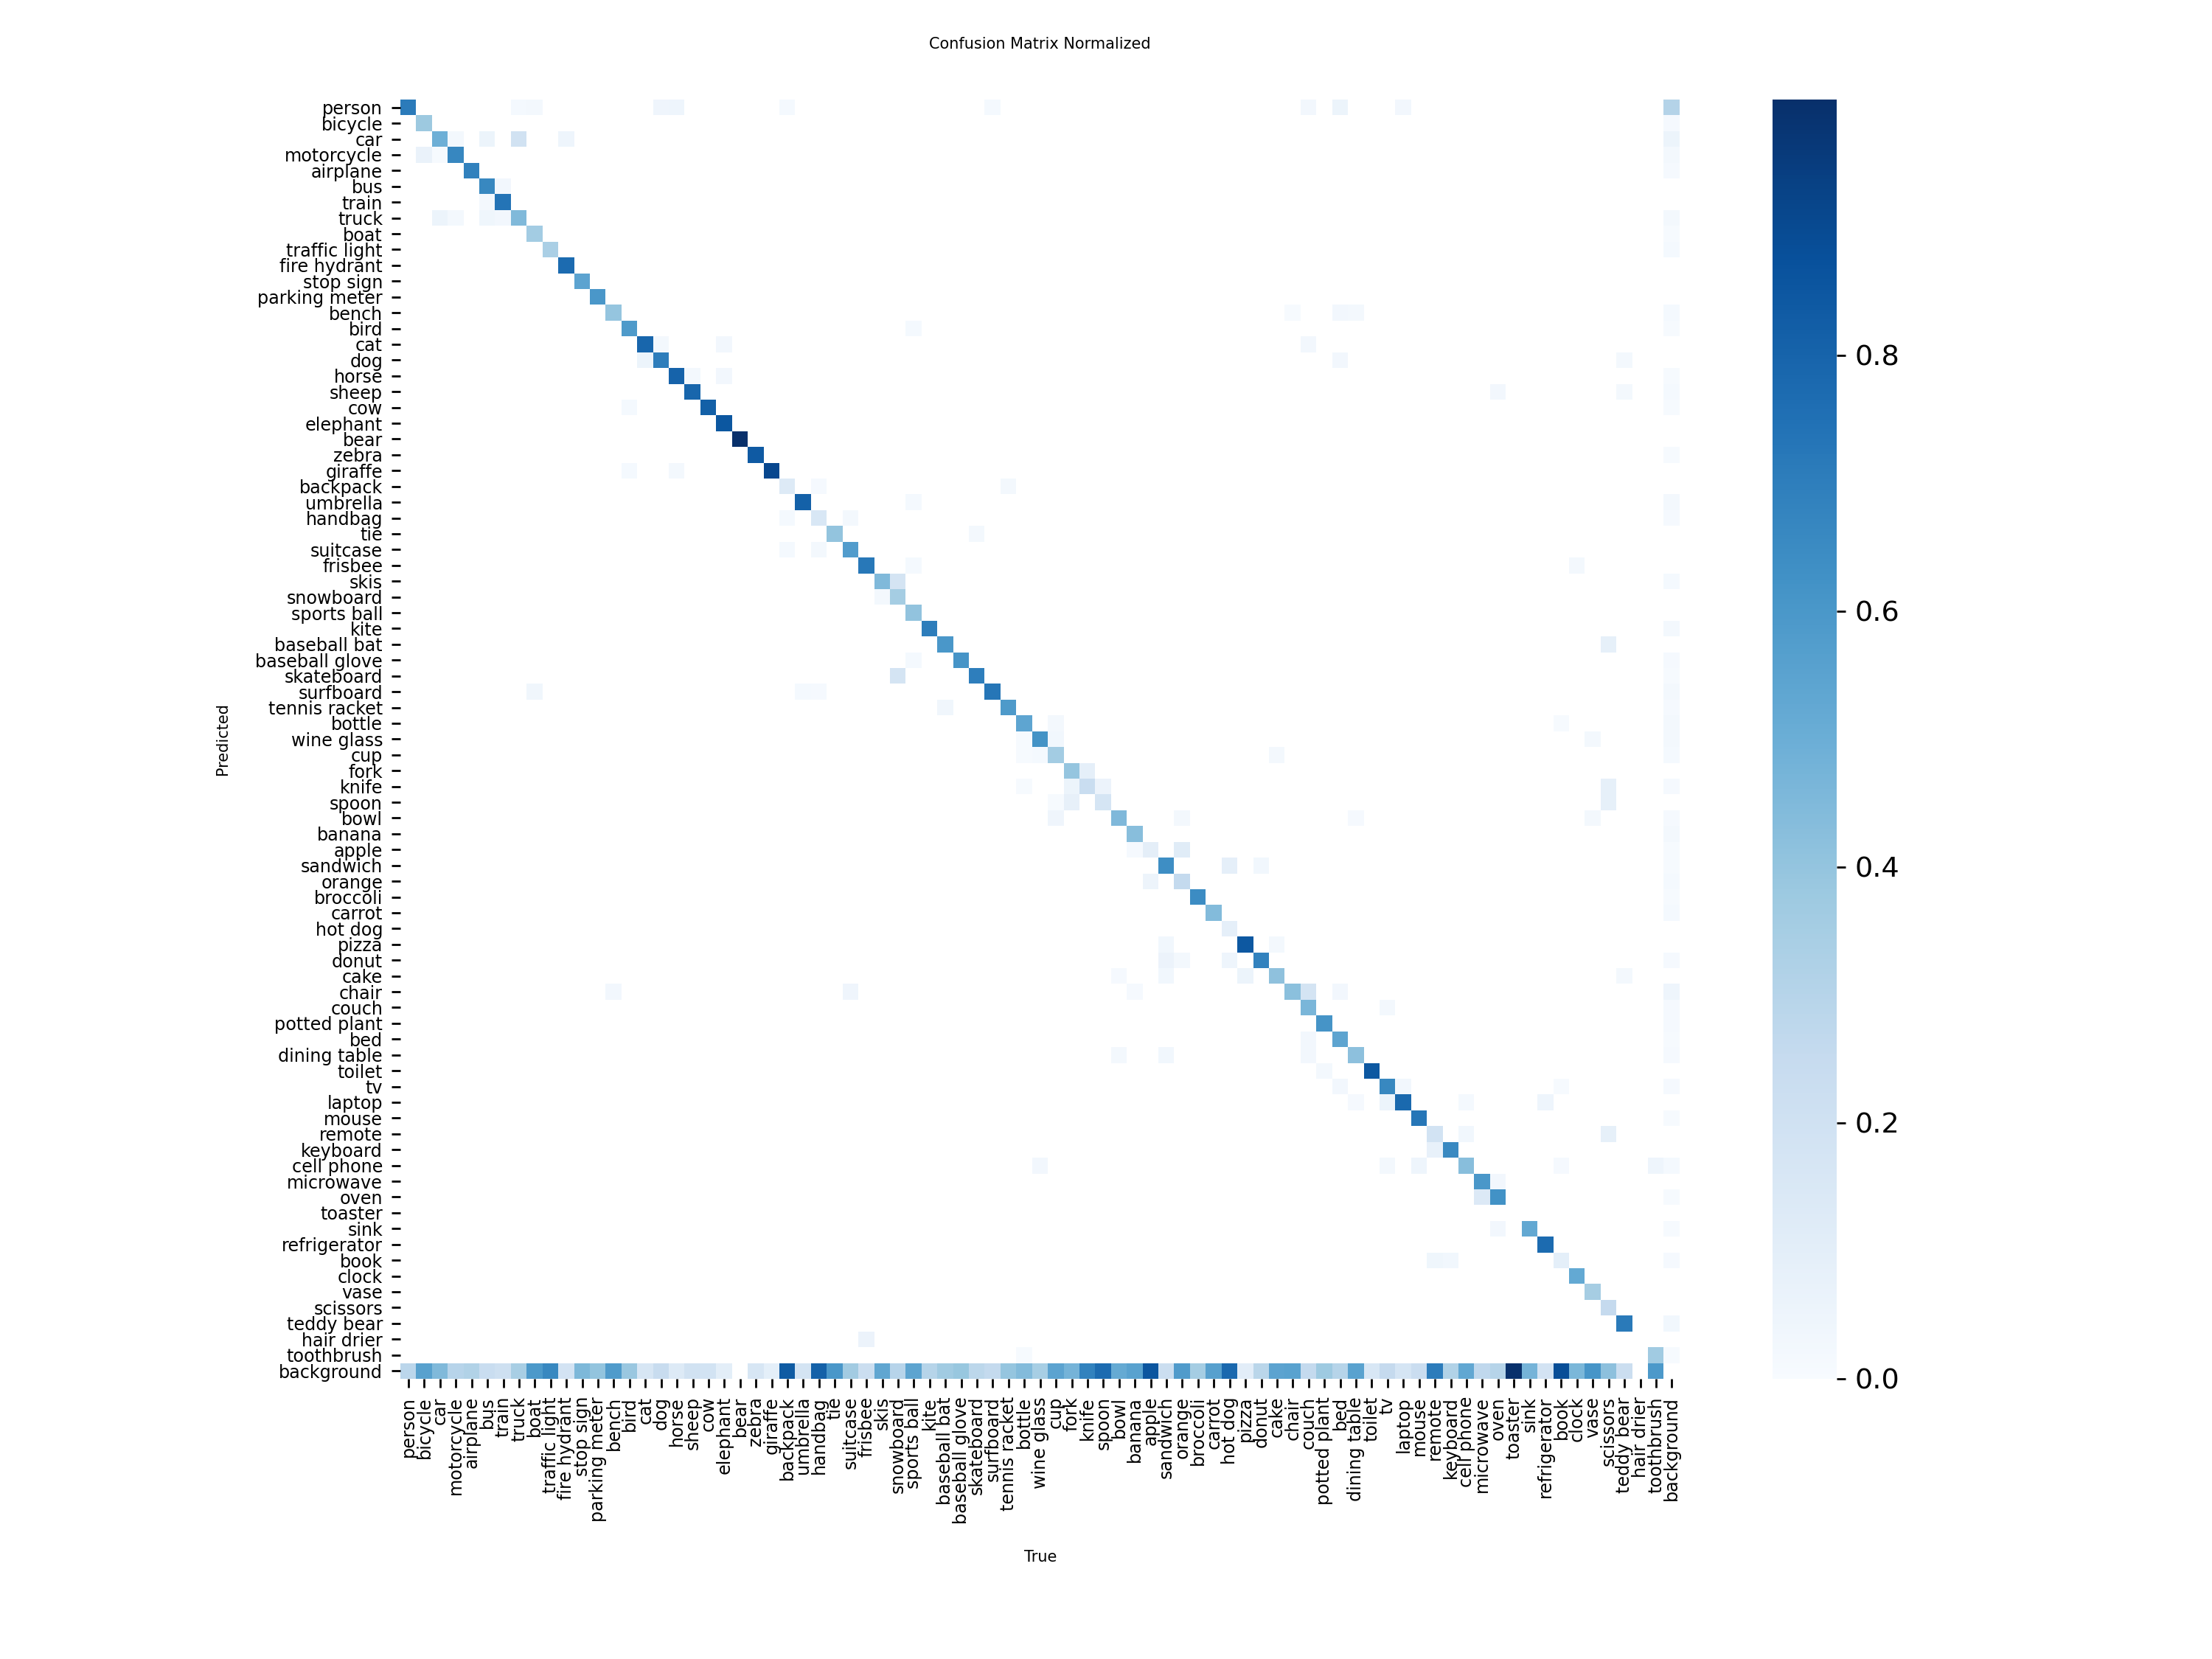 Confusion Matrix Normalized
person
bicycle
car
motorcycle
airplane
bus
train
truck
boat
traffic light
fire hydrant
stop sign
parking meter
bench
bird
cat
dog
horse
sheep
cow
elephant
bear
zebra
giraffe
backpack
umbrella
handbag
tie
suitcase
frisbee
skis
snowboard
sports ball
kite
baseball bat
baseball glove
skateboard
surfboard
tennis racket
bottle
wine glass
cup
fork
knife
spoon
bowl
banana
apple
sandwich
orange
broccoli
carrot
hot dog
pizza
donut
cake
chair
couch
potted plant
bed
dining table
toilet
tv
laptop
mouse
remote
keyboard
cell phone
microwave
oven
toaster
sink
refrigerator
book
clock
vase
scissors
teddy bear
hair drier
toothbrush
background
Predicted
person
bicycle
car
motorcycle
airplane
bus
train
truck
boat
traffic light
fire hydrant
stop sign
parking meter
bench
bird
cat
dog
horse
sheep
cow
elephant
bear
zebra
giraffe
backpack
umbrella
handbag
tie
suitcase
frisbee
skis
snowboard
sports ball
kite
baseball bat
baseball glove
skateboard
surfboard
tennis racket
bottle
wine glass
cup
fork
knife
spoon
bowl
banana
apple
sandwich
orange
broccoli
carrot
hot dog
pizza
donut
cake
chair
couch
potted plant
bed
dining table
toilet
tv
laptop
mouse
remote
keyboard
cell phone
microwave
oven
toaster
sink
refrigerator
book
clock
vase
scissors
teddy bear
hair drier
toothbrush
background
True
0.8
0.6
0.4
0.2
0.0